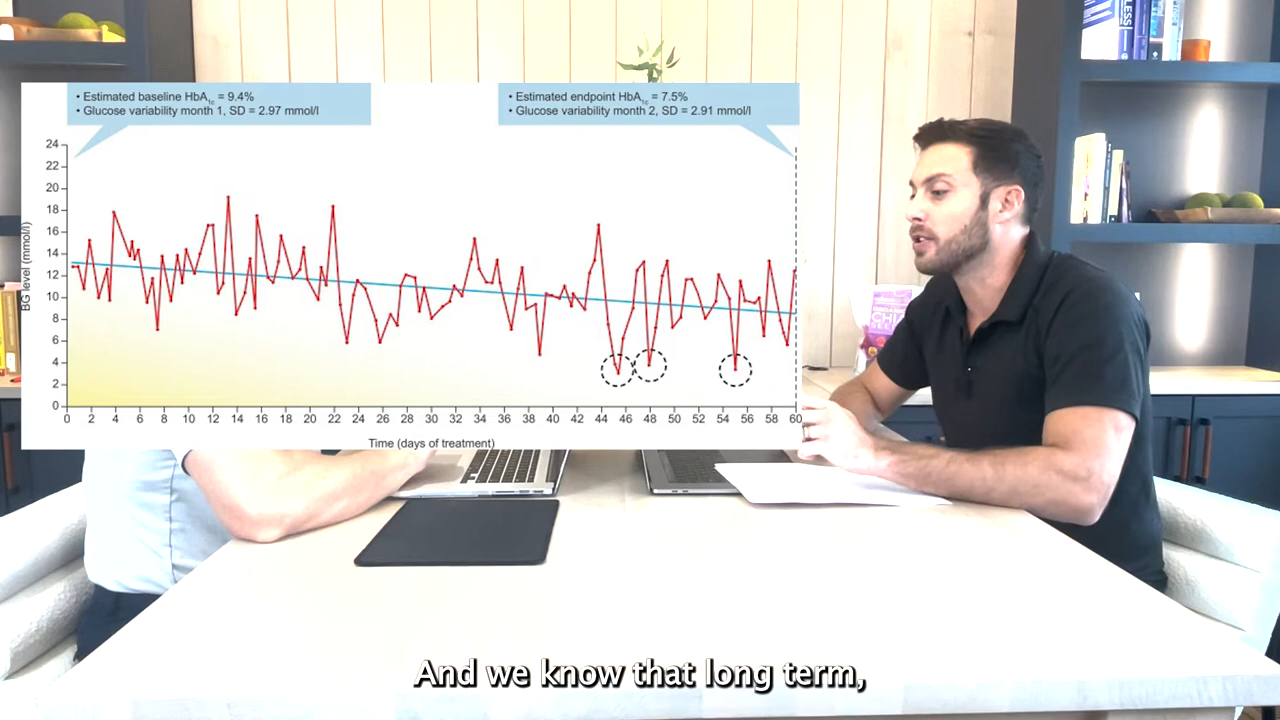 • Estimated baseline HbA1c = 9.4%
• Glucose variability month 1, SD = 2.97 mmol/l
• Estimated endpoint HbA1c = 7.5%
• Glucose variability month 2, SD = 2.91 mmol/l
24
22
20
18
16
14
12
10
8
6
4
2
0
BG level (mmol/l)
0 2 4 6 8 10 12 14 16 18 20 22 24 26 28 30 32 34 36 38 40 42 44 46 48 50 52 54 56 58 60
Time (days of treatment)
And we know that long term,